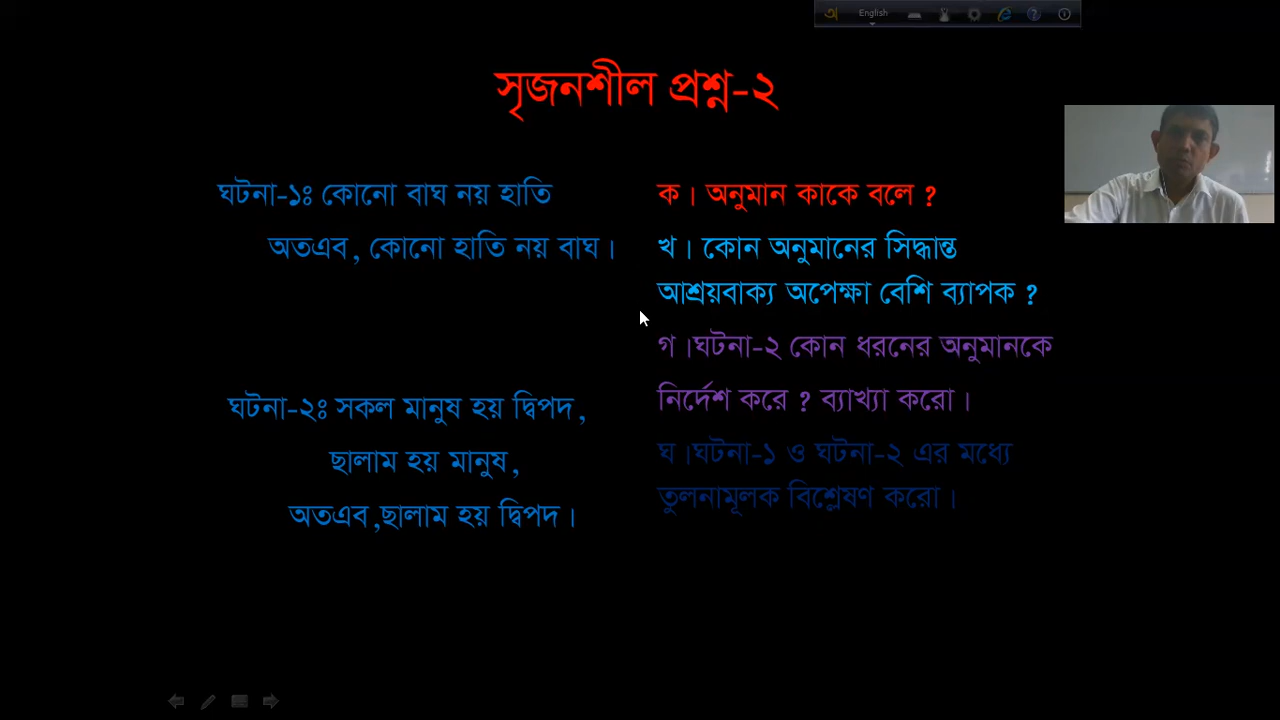 অ English
সৃজনশীল প্রশ্ন-২
ঘটনা-১ঃ কোনো বাঘ নয় হাতি
অতএব, কোনো হাতি নয় বাঘ।
ঘটনা-২ঃ সকল মানুষ হয় দ্বিপদ,
ছালাম হয় মানুষ,
অতএব,ছালাম হয় দ্বিপদ।
ক। অনুমান কাকে বলে ?
খ। কোন অনুমানের সিদ্ধান্ত
আশ্রয়বাক্য অপেক্ষা বেশি ব্যাপক ?
গ।ঘটনা-২ কোন ধরনের অনুমানকে
নির্দেশ করে ? ব্যাখ্যা করো।
ঘ।ঘটনা-১ ও ঘটনা-২ এর মধ্যে
তুলনামূলক বিশ্লেষণ করো।